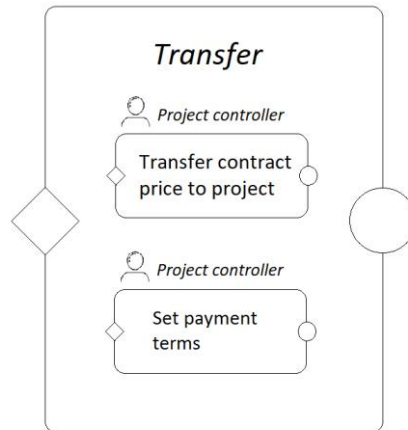 Transfer
Project controller
Transfer contract
price to project
Project controller
Set payment
terms